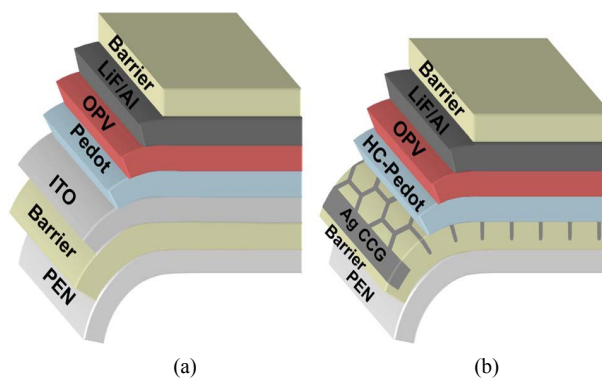 Barrier
LiF/Al
OPV
Pedot
ITO
Barrier
PEN
(a)
Barrier
LiF/Al
OPV
HC-Pedot
Ag CCG
Barrier
PEN
(b)